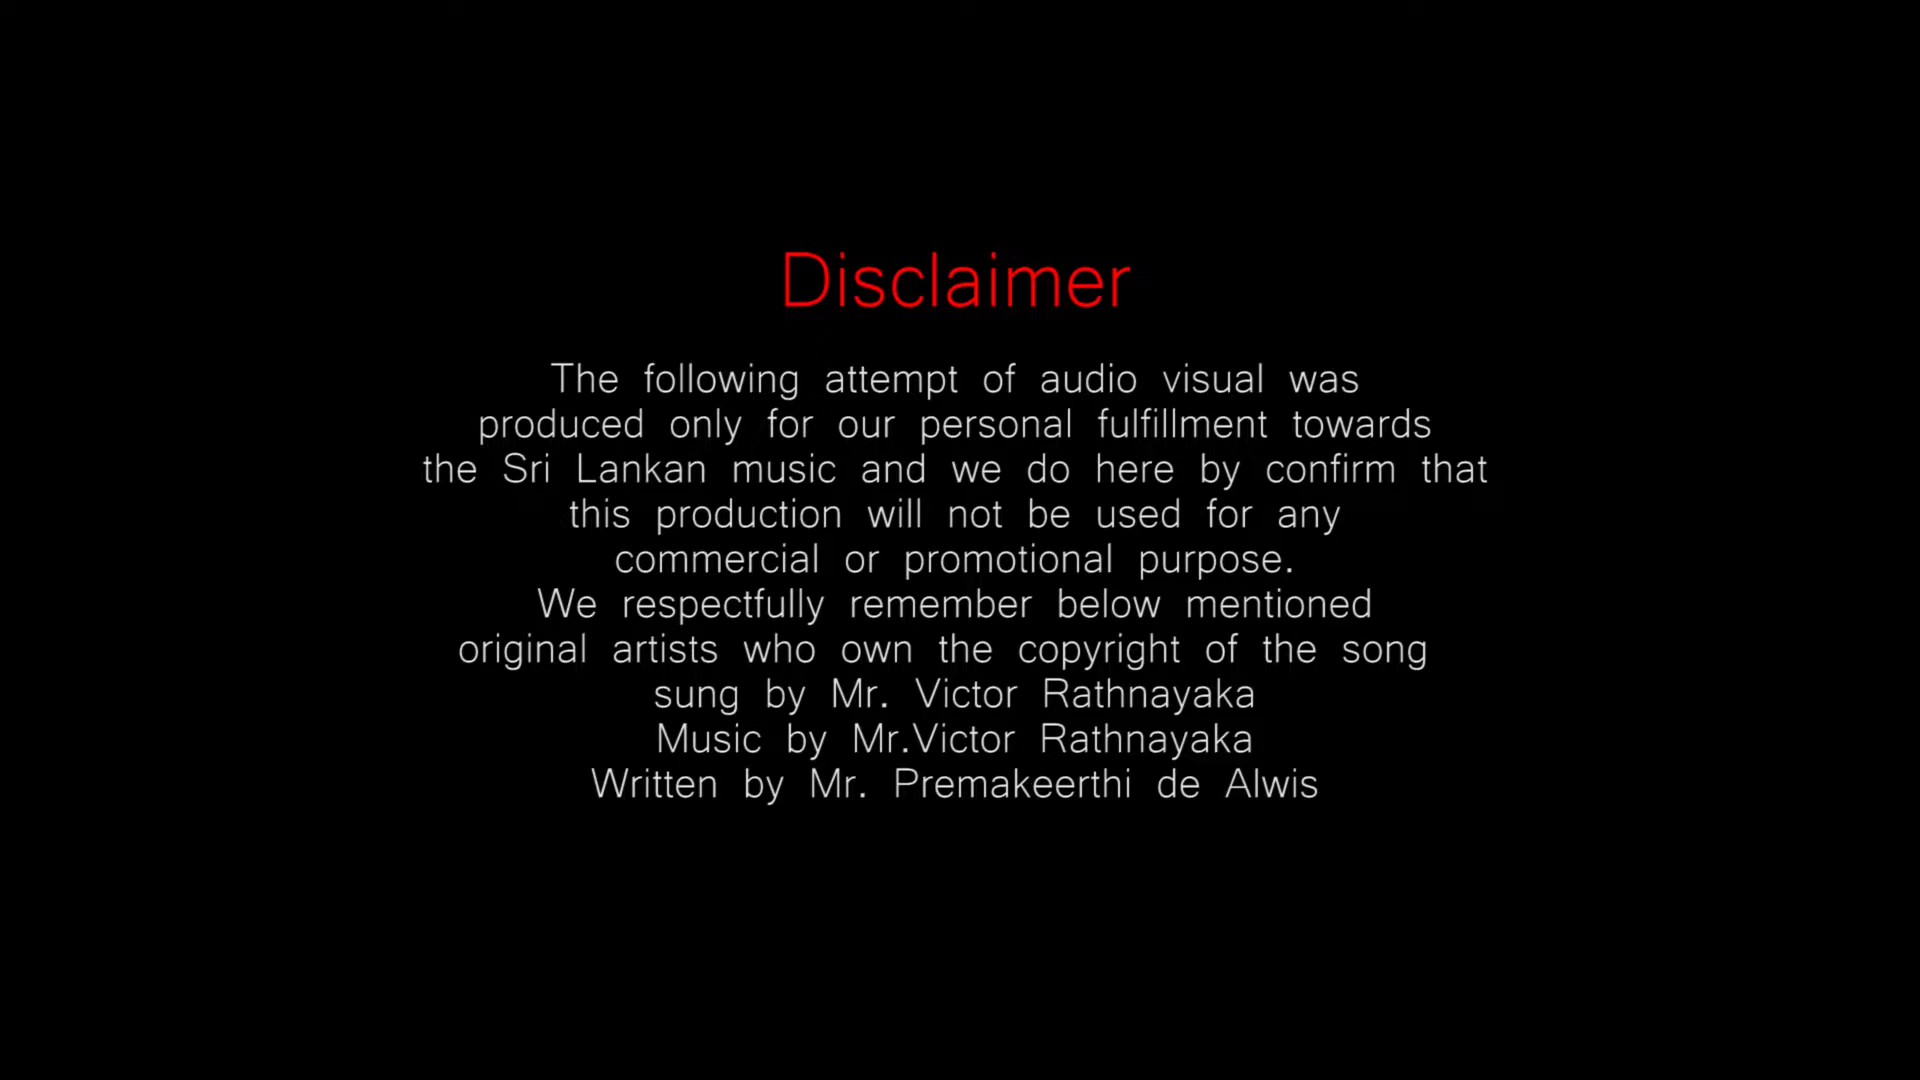 Disclaimer
The following attempt of audio visual was
produced only for our personal fulfillment towards
the Sri Lankan music and we do here by confirm that
this production will not be used for any
commercial or promotional purpose.
We respectfully remember below mentioned
original artists who own the copyright of the song
sung by Mr. Victor Rathnayaka
Music by Mr.Victor Rathnayaka
Written by Mr. Premakeerthi de Alwis